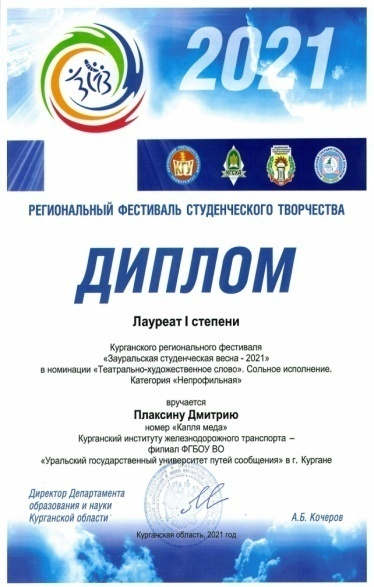 2021
КГУ
КГСХА
РЕГИОНАЛЬНЫЙ ФЕСТИВАЛЬ СТУДЕНЧЕСКОГО ТВОРЧЕСТВА
ДИПЛОМ
Лауреат I степени
Курганского регионального фестиваля
«Зауральская студенческая весна - 2021»
в номинации «Театрально-художественное слово». Сольное исполнение.
Категория «Непрофильная»
вручается
Плаксину Дмитрию
номер «Капля меда»
Курганский институту железнодорожного транспорта –
филиал ФГБОУ ВО
«Уральский государственный университет путей сообщения» в г. Кургане
Директор Департамента
образования и науки
Курганской области
А.Б. Кочеров
Курганская область, 2021 год